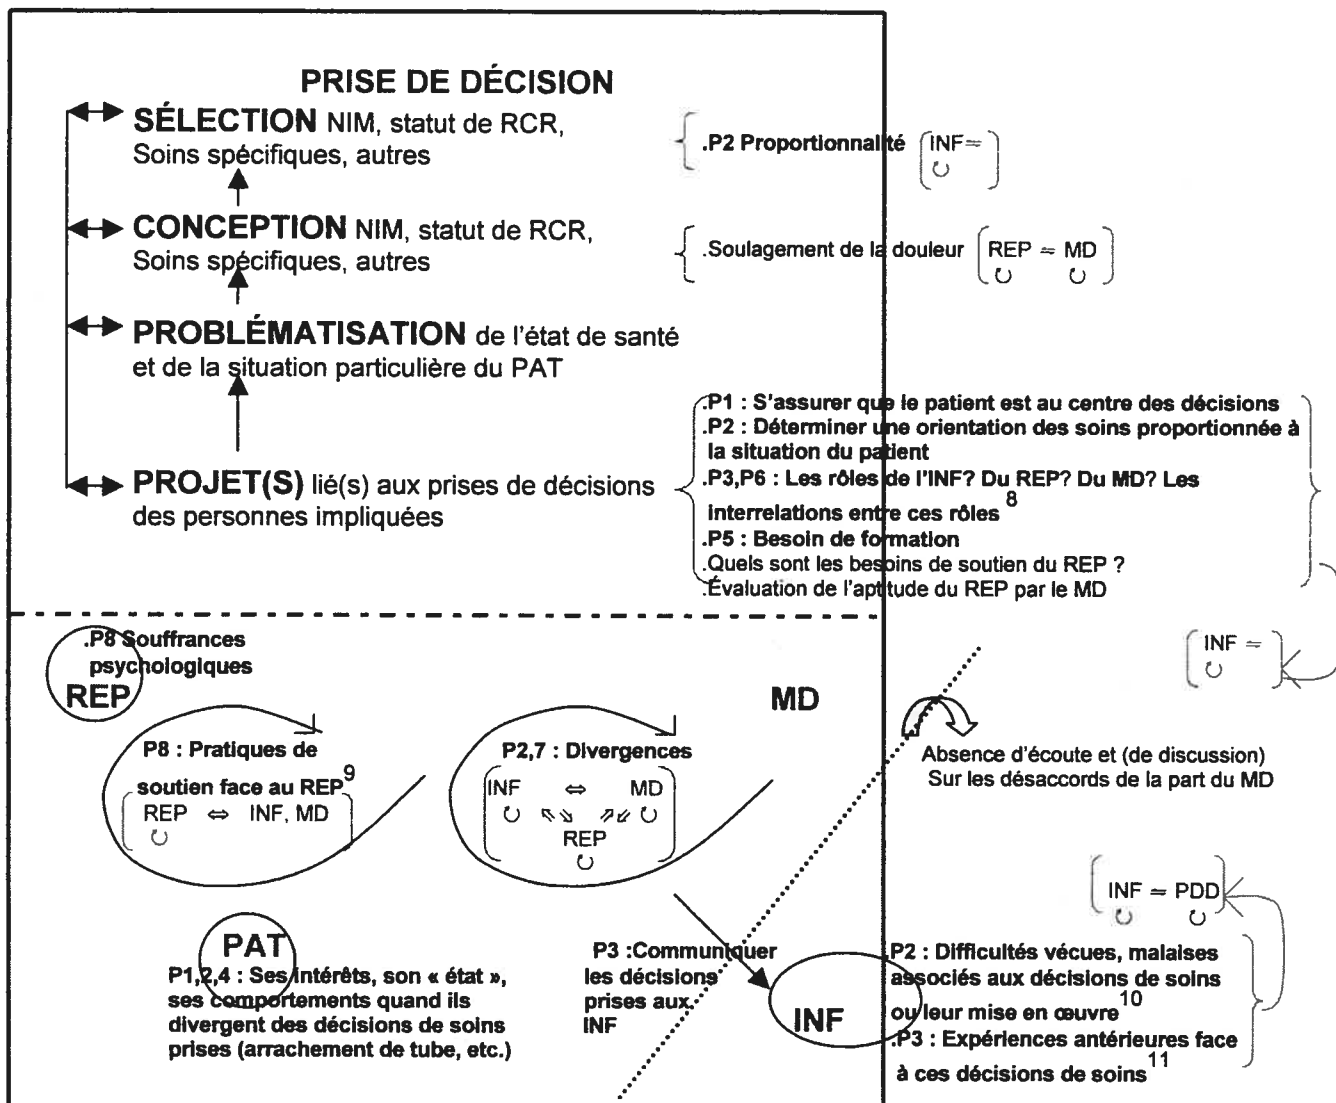 PRISE DE DÉCISION
SÉLECTION NIM, statut de RCR,
Soins spécifiques, autres
.P2 Proportionnalité
INF=
CONCEPTION NIM, statut de RCR,
Soins spécifiques, autres
.Soulagement de la douleur
REP = MD
PROBLÉMATISATION de l'état de santé
et de la situation particulière du PAT
PROJET(S) lié(s) aux prises de décisions
des personnes impliquées
.P1 : S'assurer que le patient est au centre des décisions
.P2 : Déterminer une orientation des soins proportionnée à
la situation du patient
.P3,P6 : Les rôles de l'INF? Du REP? Du MD? Les
interrelations entre ces rôles 8
.P5 : Besoin de formation
.Quels sont les besoins de soutien du REP ?
.Évaluation de l'aptitude du REP par le MD
INF =
.P8 Souffrances
psychologiques
REP
MD
P8 : Pratiques de
soutien face au REP 9
REP ⇔ INF, MD
P2,7 : Divergences
INF ⇔ MD
REP
Absence d'écoute et (de discussion)
Sur les désaccords de la part du MD
INF = PDD
PAT
P1,2,4 : Ses intérêts, son « état »,
ses comportements quand ils
divergent des décisions de soins
prises (arrachement de tube, etc.)
P3 :Communiquer
les décisions
prises aux
INF
INF
.P2 : Difficultés vécues, malaises
associés aux décisions de soins
ou leur mise en œuvre 10
.P3 : Expériences antérieures face
à ces décisions de soins 11